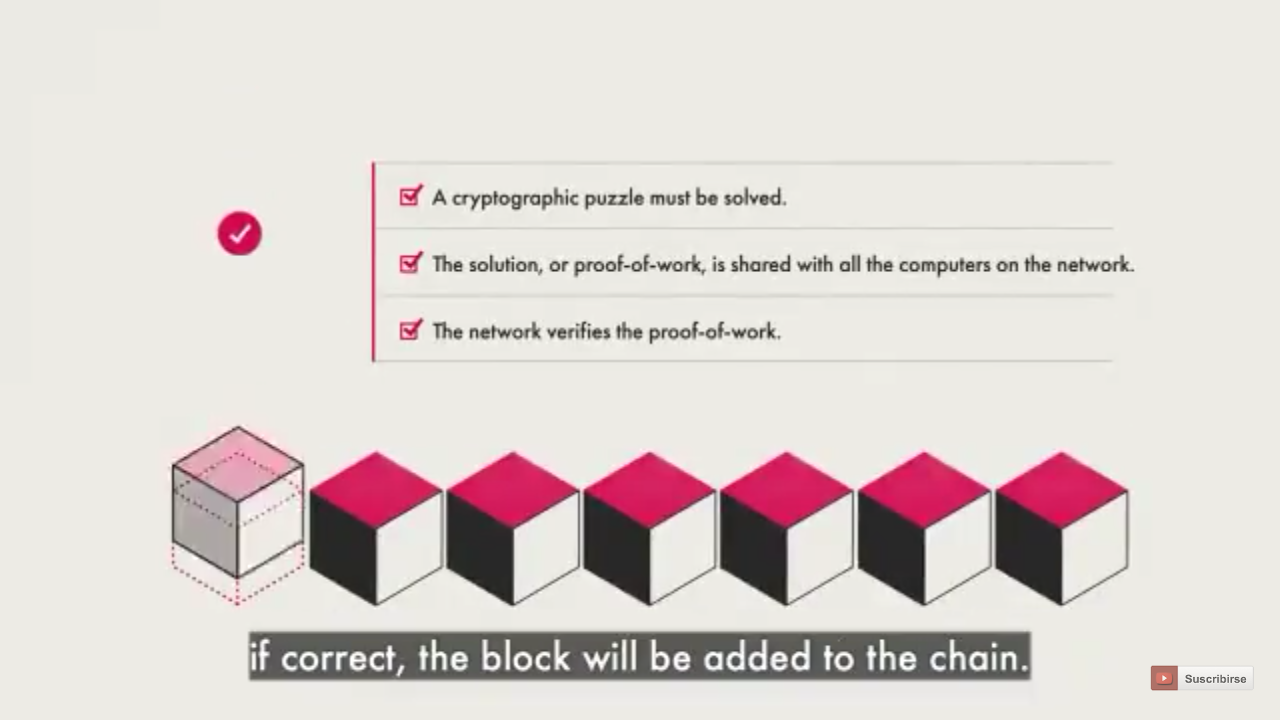 A cryptographic puzzle must be solved.
The solution, or proof-of-work, is shared with all the computers on the network.
The network verifies the proof-of-work.
if correct, the block will be added to the chain.
Suscribirse